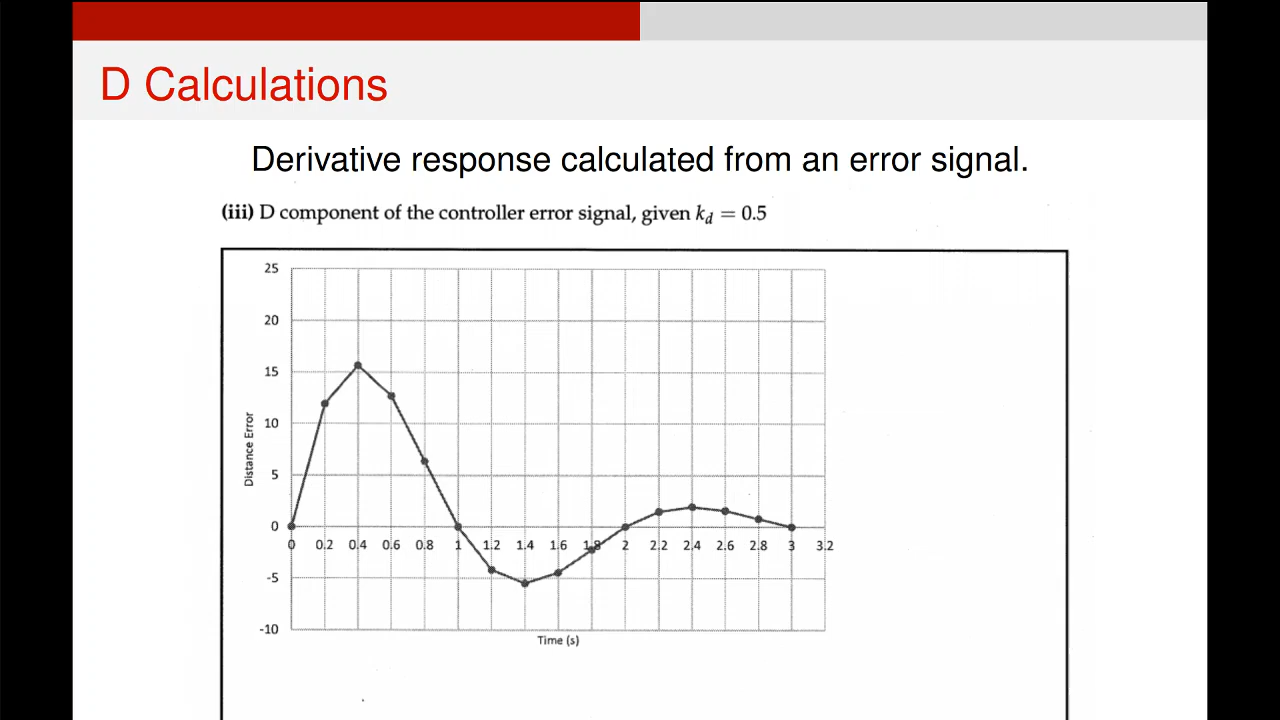 D Calculations
Derivative response calculated from an error signal.
(iii) D component of the controller error signal, given k_d = 0.5
25
20
15
10
5
0
-5
-10
Distance Error
0 0.2 0.4 0.6 0.8 1 1.2 1.4 1.6 1.8 2 2.2 2.4 2.6 2.8 3 3.2
Time (s)